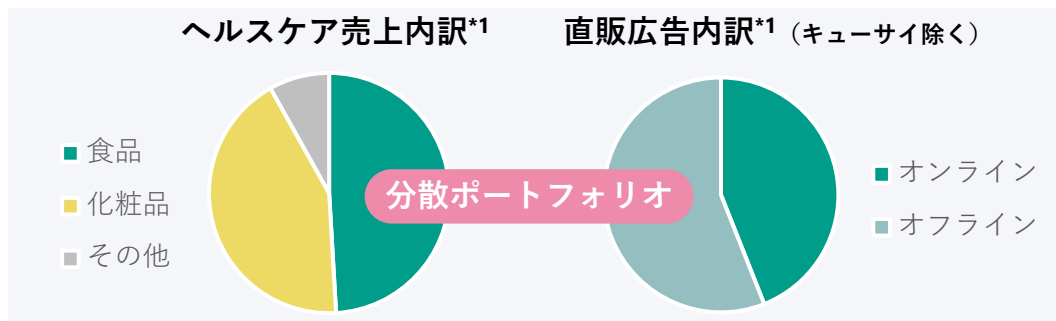 ヘルスケア売上内訳*1
直販広告内訳*1（キューサイ除く）
食品
化粧品
その他
分散ポートフォリオ
オンライン
オフライン